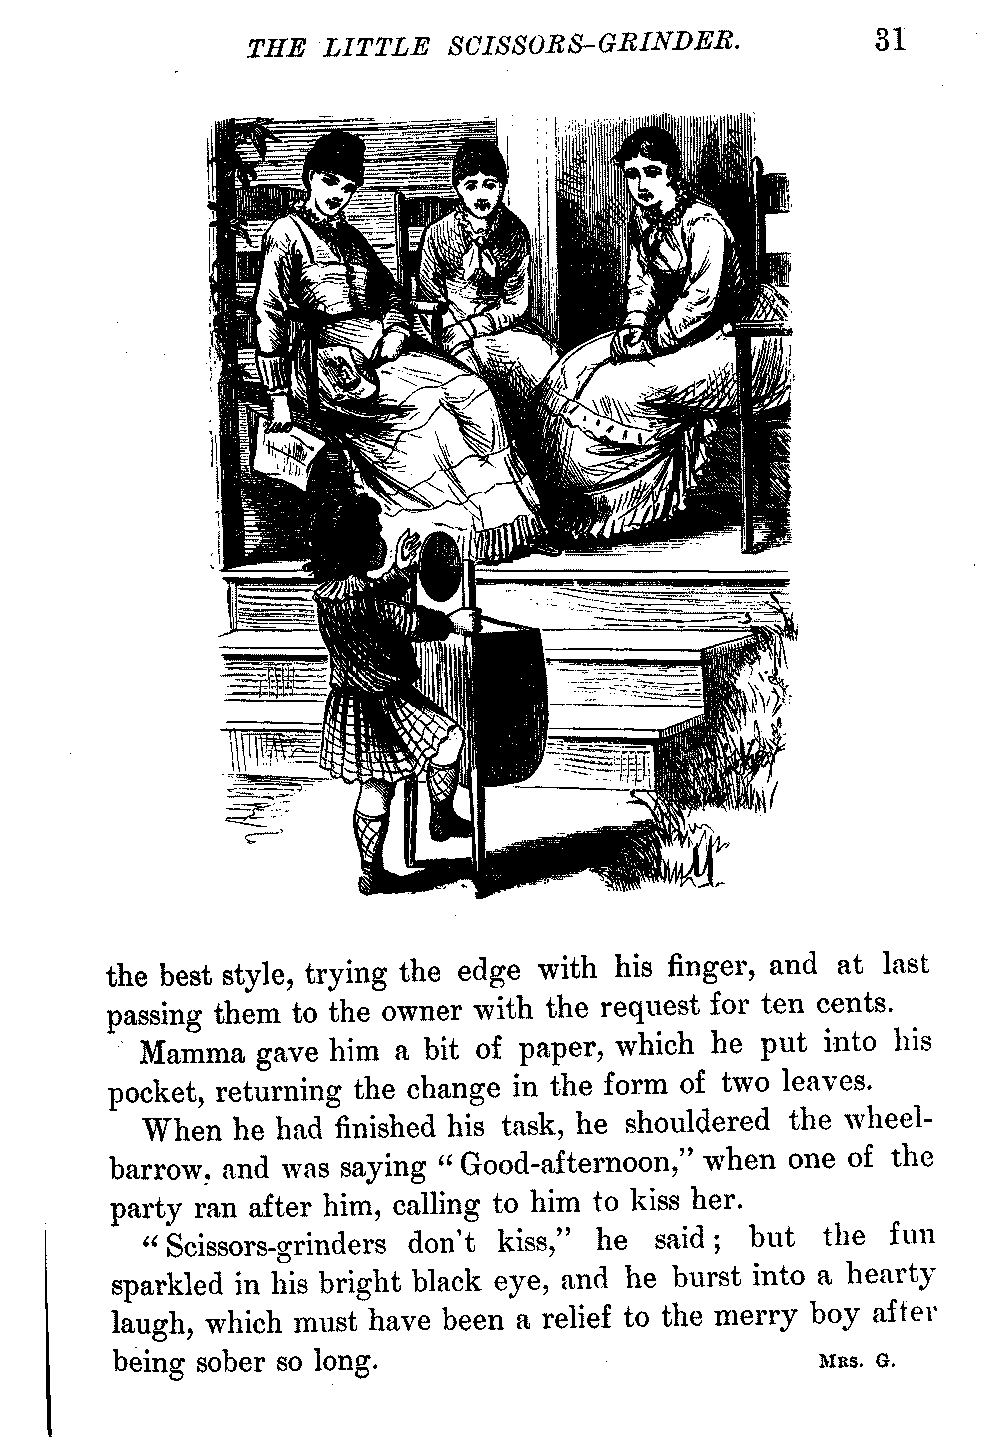 THE LITTLE SCISSORS-GRINDER. 31
the best style, trying the edge with his finger, and at last
passing them to the owner with the request for ten cents.
Mamma gave him a bit of paper, which he put into his
pocket, returning the change in the form of two leaves.
When he had finished his task, he shouldered the wheel-
barrow, and was saying “Good-afternoon,” when one of the
party ran after him, calling to him to kiss her.
“Scissors-grinders don't kiss,” he said; but the fun
sparkled in his bright black eye, and he burst into a hearty
laugh, which must have been a relief to the merry boy after
being sober so long. MRS. G.